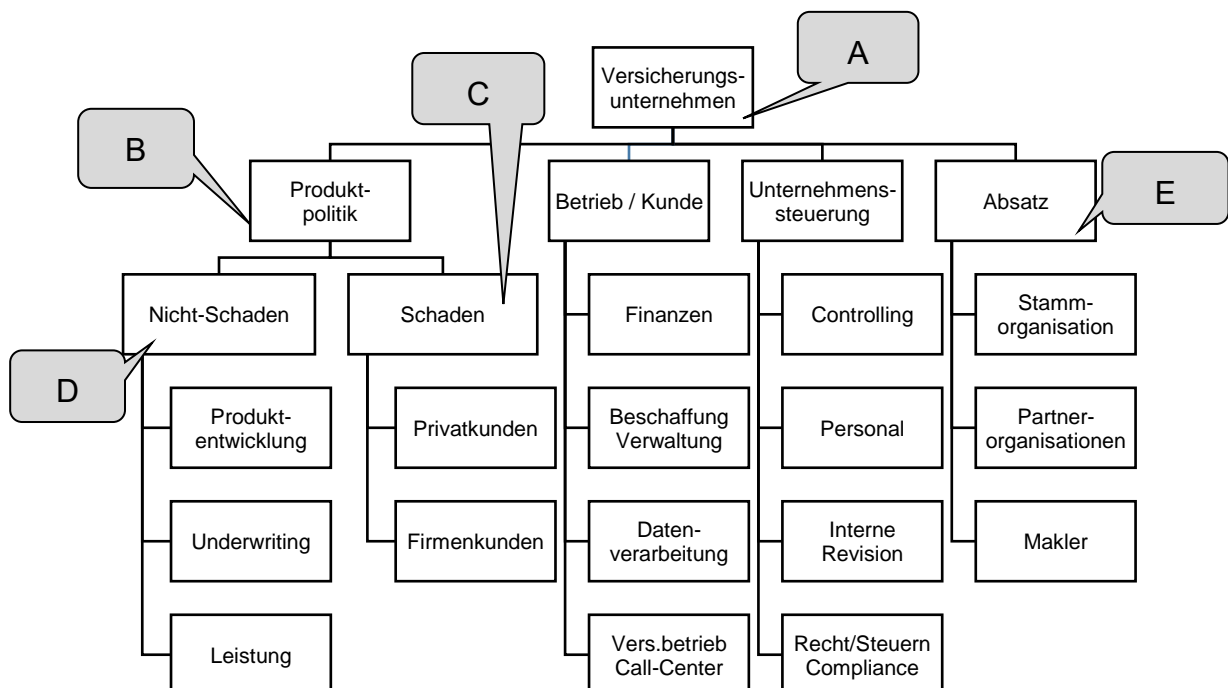 A
Versicherungs-
unternehmen
C
B
Produkt-
politik
Betrieb / Kunde
Unternehmens-
steuerung
Absatz
E
Nicht-Schaden
Schaden
Finanzen
Controlling
Stamm-
organisation
D
Produkt-
entwicklung
Privatkunden
Beschaffung
Verwaltung
Personal
Partner-
organisationen
Underwriting
Firmenkunden
Daten-
verarbeitung
Interne
Revision
Makler
Leistung
Vers.betrieb
Call-Center
Recht/Steuern
Compliance